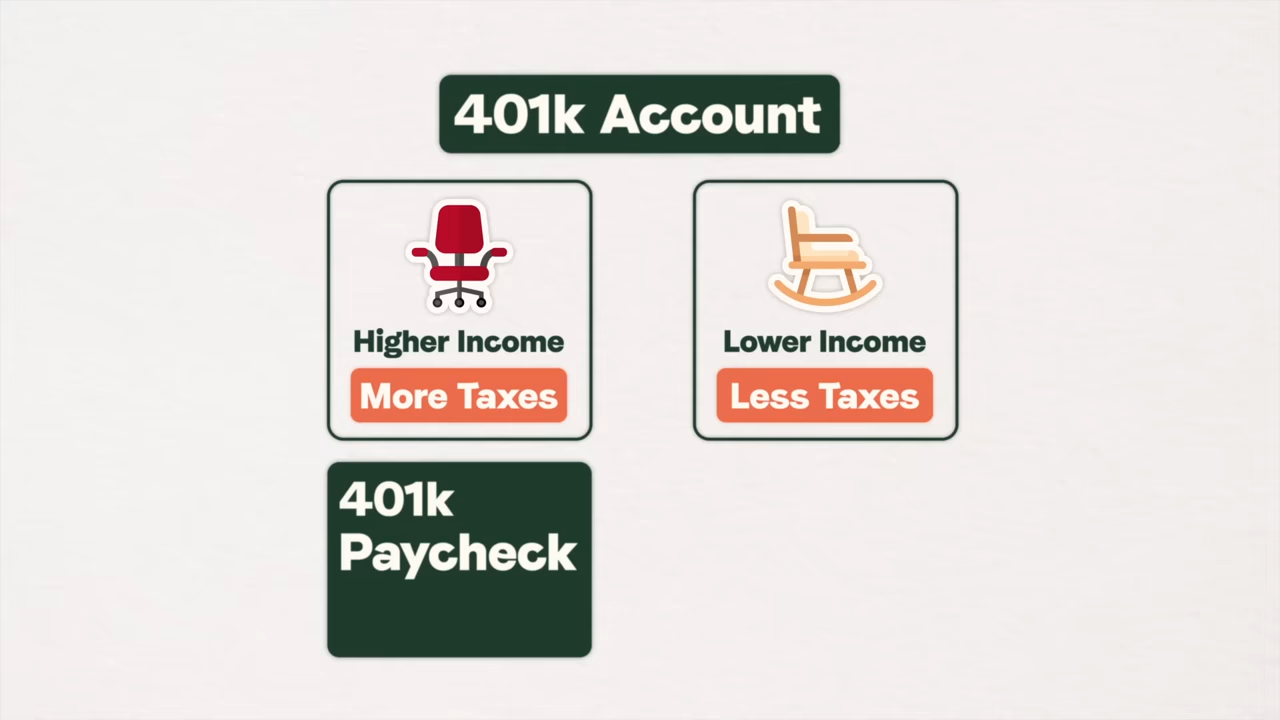 401k Account
Higher Income
More Taxes
Lower Income
Less Taxes
401k
Paycheck